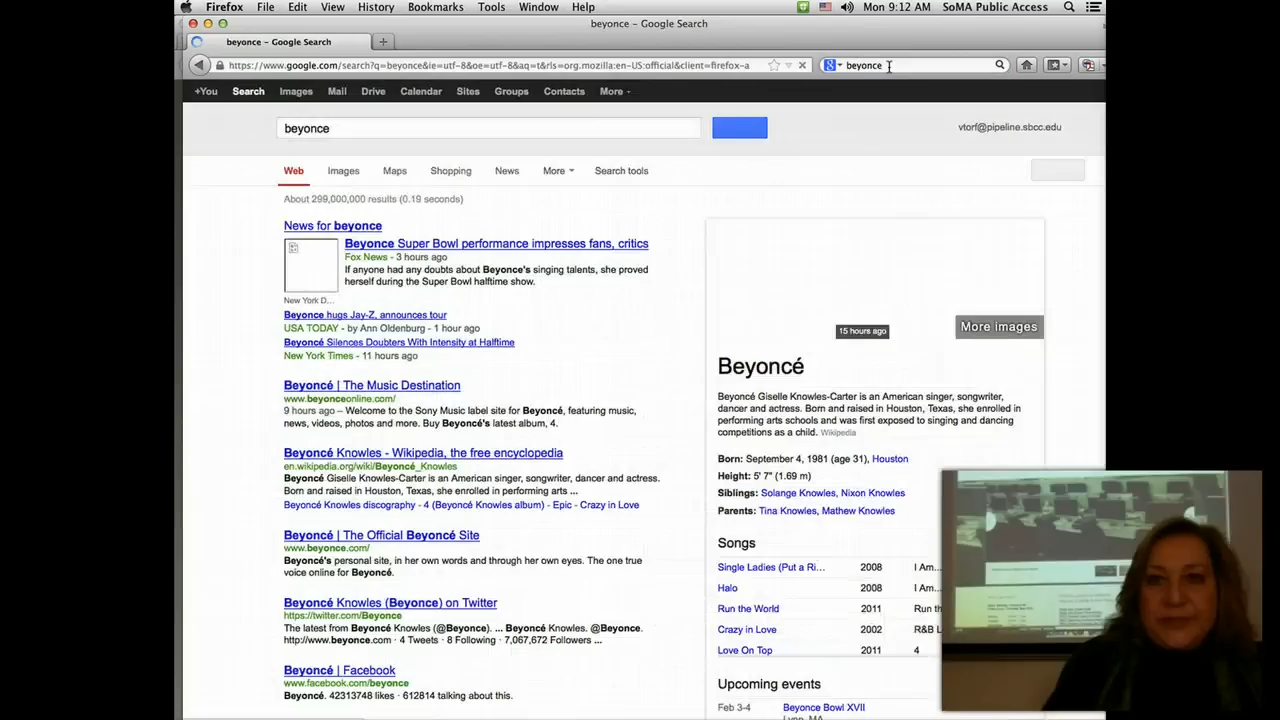 Firefox File Edit View History Bookmarks Tools Window Help Mon 9:12 AM SoMA Public Access
beyonce – Google Search
beyonce – Google Search
https://www.google.com/search?q=beyonce&ie=utf-8&oe=utf-8&aq=t&rls=org.mozilla:en-US:official&client=firefox-a beyonce
+You Search Images Mail Drive Calendar Sites Groups Contacts More
beyonce vtorf@pipeline.sbcc.edu
Web Images Maps Shopping News More Search tools
About 299,000,000 results (0.19 seconds)
News for beyonce
Beyonce Super Bowl performance impresses fans, critics
Fox News - 3 hours ago
If anyone had any doubts about Beyonce's singing talents, she proved
herself during the Super Bowl halftime show.
New York D...
Beyonce hugs Jay-Z, announces tour
USA TODAY - by Ann Oldenburg - 1 hour ago
Beyoncé Silences Doubters With Intensity at Halftime
New York Times - 11 hours ago
Beyoncé | The Music Destination
www.beyonceonline.com/
9 hours ago – Welcome to the Sony Music label site for Beyoncé, featuring music,
news, videos, photos and more. Buy Beyoncé's latest album, 4.
Beyoncé Knowles - Wikipedia, the free encyclopedia
en.wikipedia.org/wiki/Beyoncé_Knowles
Beyoncé Giselle Knowles-Carter is an American singer, songwriter, dancer and actress.
Born and raised in Houston, Texas, she enrolled in performing arts ...
Beyoncé Knowles discography - 4 (Beyoncé Knowles album) - Epic - Crazy in Love
Beyoncé | The Official Beyoncé Site
www.beyonce.com/
Beyoncé's personal site, in her own words and through her own eyes. The one true
voice online for Beyoncé.
Beyoncé Knowles (Beyonce) on Twitter
https://twitter.com/Beyonce
The latest from Beyoncé Knowles (@Beyonce). ... Beyoncé Knowles. @Beyonce.
http://www.beyonce.com · 4 Tweets · 8 Following · 7,067,672 Followers ...
Beyoncé | Facebook
www.facebook.com/beyonce
Beyoncé. 42313748 likes · 612814 talking about this.
15 hours ago
More images
Beyoncé
Beyoncé Giselle Knowles-Carter is an American singer, songwriter,
dancer and actress. Born and raised in Houston, Texas, she enrolled in
performing arts schools and was first exposed to singing and dancing
competitions as a child. Wikipedia
Born: September 4, 1981 (age 31), Houston
Height: 5' 7" (1.69 m)
Siblings: Solange Knowles, Nixon Knowles
Parents: Tina Knowles, Mathew Knowles
Songs
Single Ladies (Put a Ri... 2008 I Am...
Halo 2008 I Am...
Run the World 2011 Run th
Crazy in Love 2002 R&B L
Love On Top 2011 4
Upcoming events
Feb 3-4 Beyonce Bowl XVII
Lynn, MA